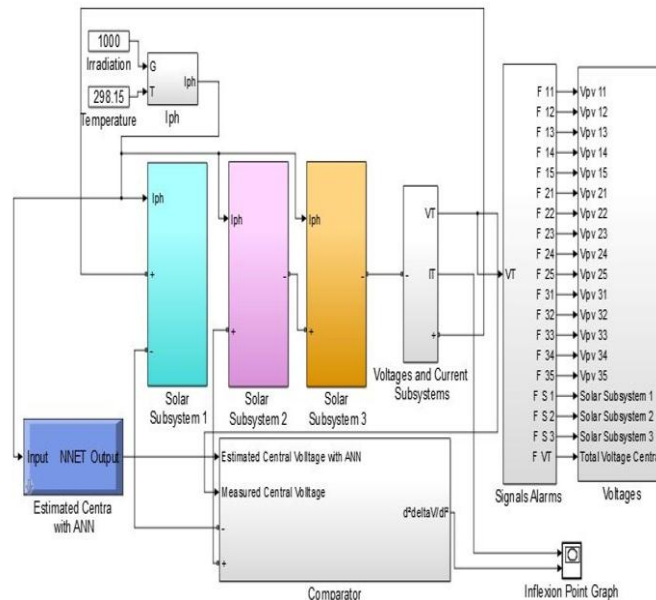 1000
Irradiation
298.15
Temperature
G
T
Iph
Iph
Iph
+
-
Solar
Subsystem 1
Iph
-
+
Solar
Subsystem 2
Iph
-
+
Solar
Subsystem 3
VT
IT
-
+
Voltages and Current
Subsystems
VT
F 11
F 12
F 13
F 14
F 15
F 21
F 22
F 23
F 24
F 25
F 31
F 32
F 33
F 34
F 35
F S 1
F S 2
F S 3
F VT
Signals Alarms
Vpv 11
Vpv 12
Vpv 13
Vpv 14
Vpv 15
Vpv 21
Vpv 22
Vpv 23
Vpv 24
Vpv 25
Vpv 31
Vpv 32
Vpv 33
Vpv 34
Vpv 35
Solar Subsystem 1
Solar Subsystem 2
Solar Subsystem 3
Total Voltage Centra
Voltages
Input NNET Output
Estimated Centra
with ANN
Estimated Central Voltage with ANN
Measured Central Voltage
-
+
d²deltaV/dI²
Comparator
Inflexion Point Graph